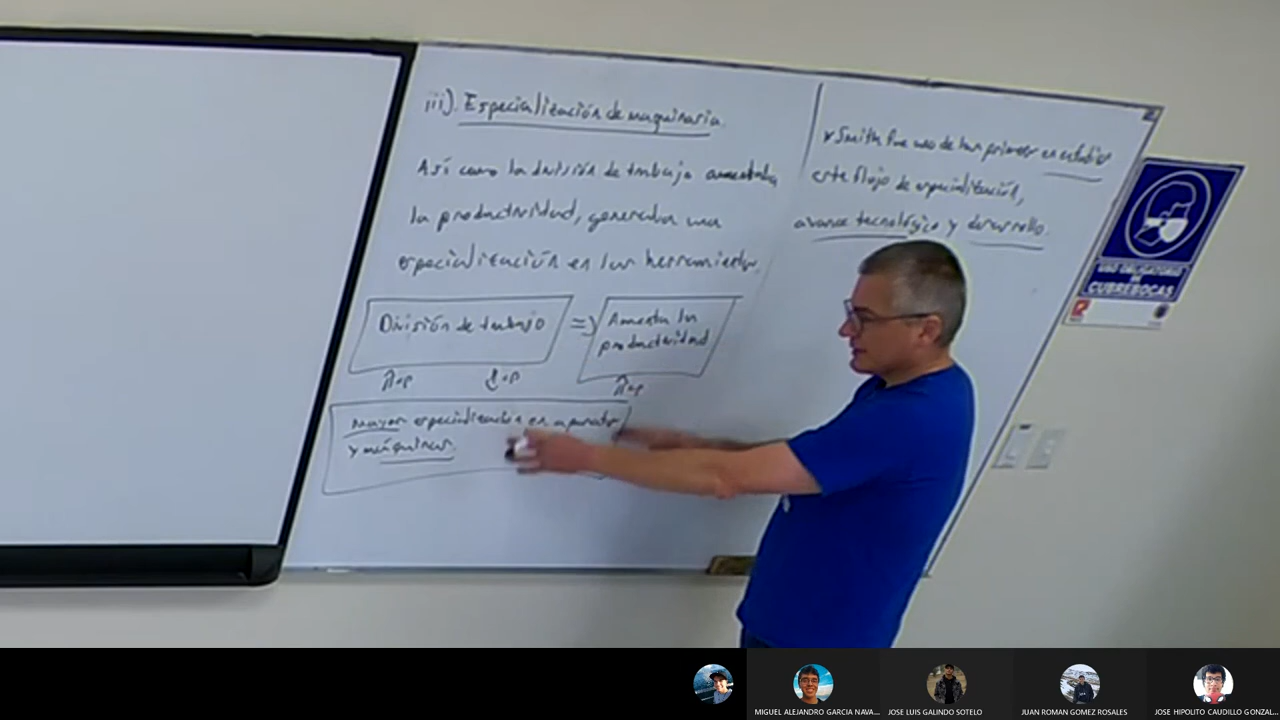 iii). Especialización de maquinaria.
Así como la división de trabajo aumentaba
la productividad, generaba una
especialización en las herramientas.
División de trabajo => Aumenta la
productividad
Mayor especialización en aparatos
y máquinas.
Smith fue uno de los primeros en estudiar
este flujo de especialización,
avance tecnológico y desarrollo.
USO OBLIGATORIO
DE
CUBREBOCAS
MIGUEL ALEJANDRO GARCIA NAVA...
JOSE LUIS GALINDO SOTELO
JUAN ROMAN GOMEZ ROSALES
JOSE HIPOLITO CAUDILLO GONZAL...